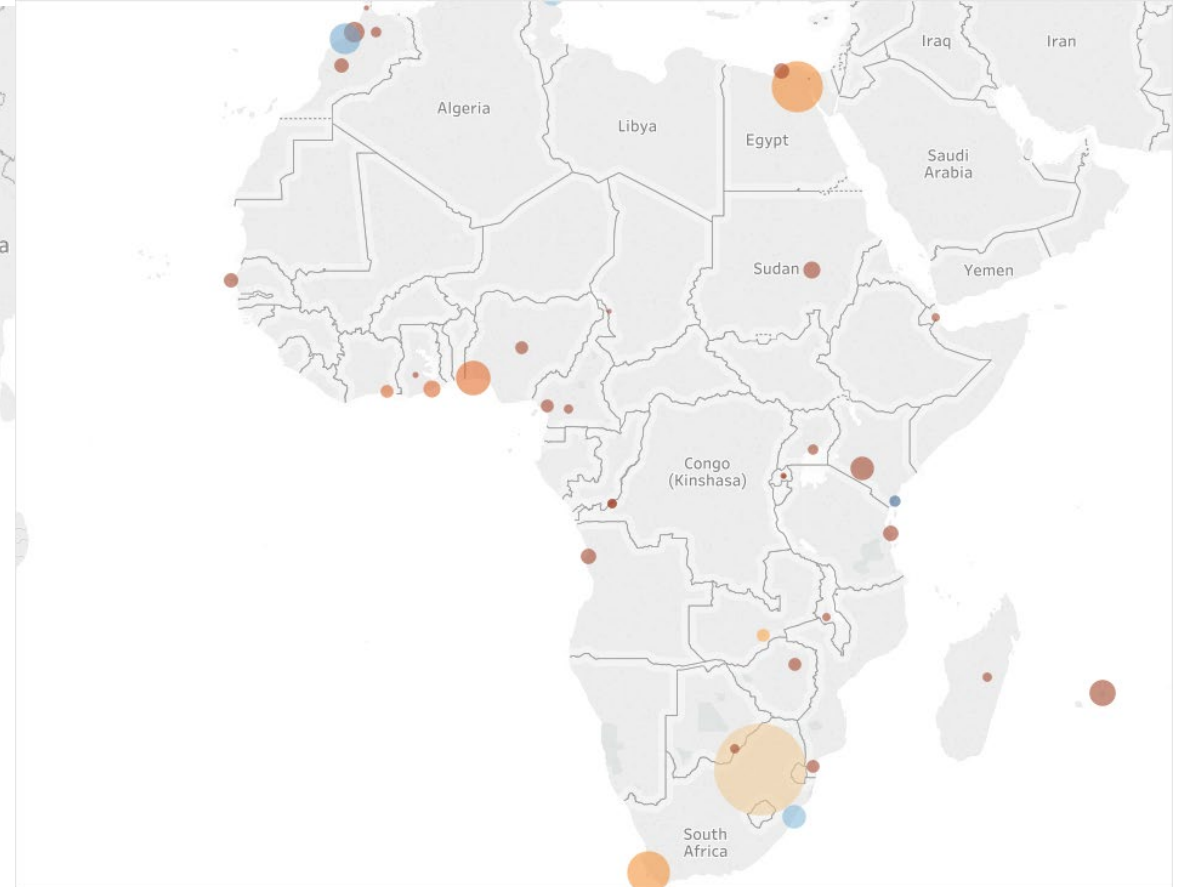 Iraq
Iran
Algeria
Libya
Egypt
Saudi
Arabia
a
Sudan
Yemen
Congo
(Kinshasa)
South
Africa